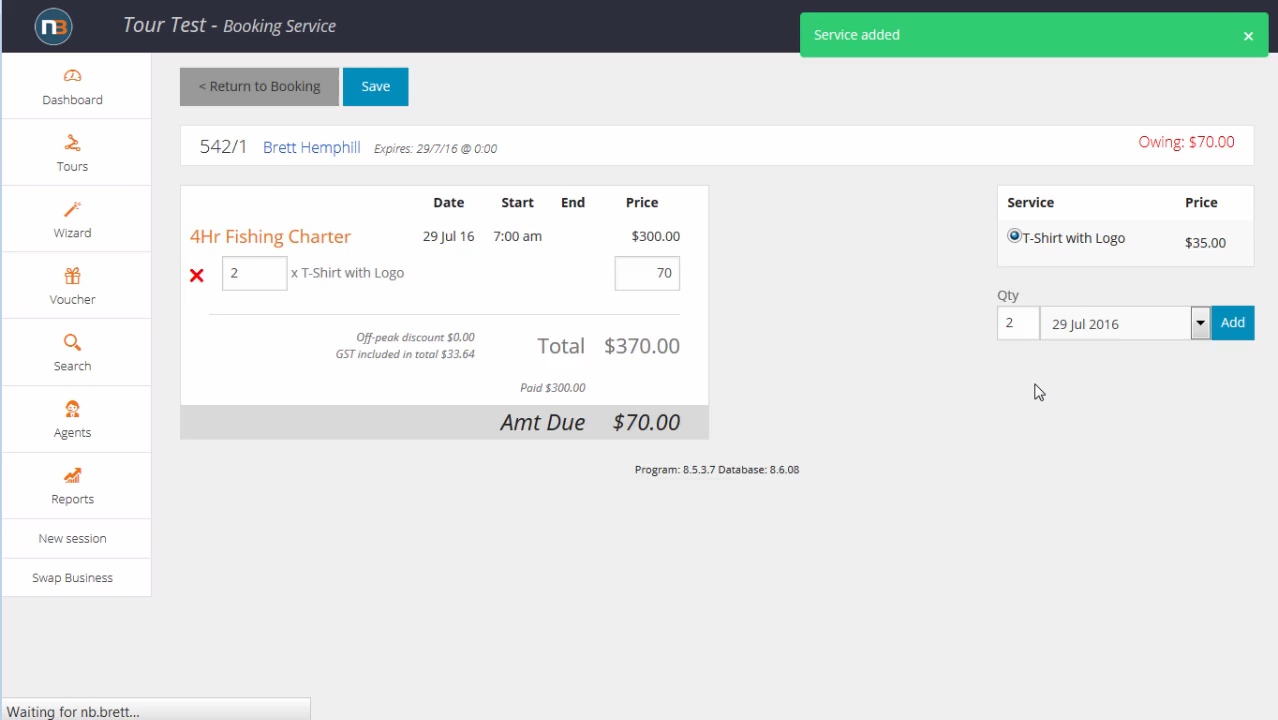 nb
Tour Test - Booking Service
Service added
×
Dashboard
Tours
Wizard
Voucher
Search
Agents
Reports
New session
Swap Business
< Return to Booking
Save
542/1 Brett Hemphill Expires: 29/7/16 @ 0:00
Owing: $70.00
Date Start End Price
4Hr Fishing Charter 29 Jul 16 7:00 am $300.00
2 x T-Shirt with Logo 70
Off-peak discount $0.00
GST included in total $33.64
Total $370.00
Paid $300.00
Amt Due $70.00
Service Price
T-Shirt with Logo $35.00
Qty
2 29 Jul 2016 Add
Program: 8.5.3.7 Database: 8.6.08
Waiting for nb.brett...